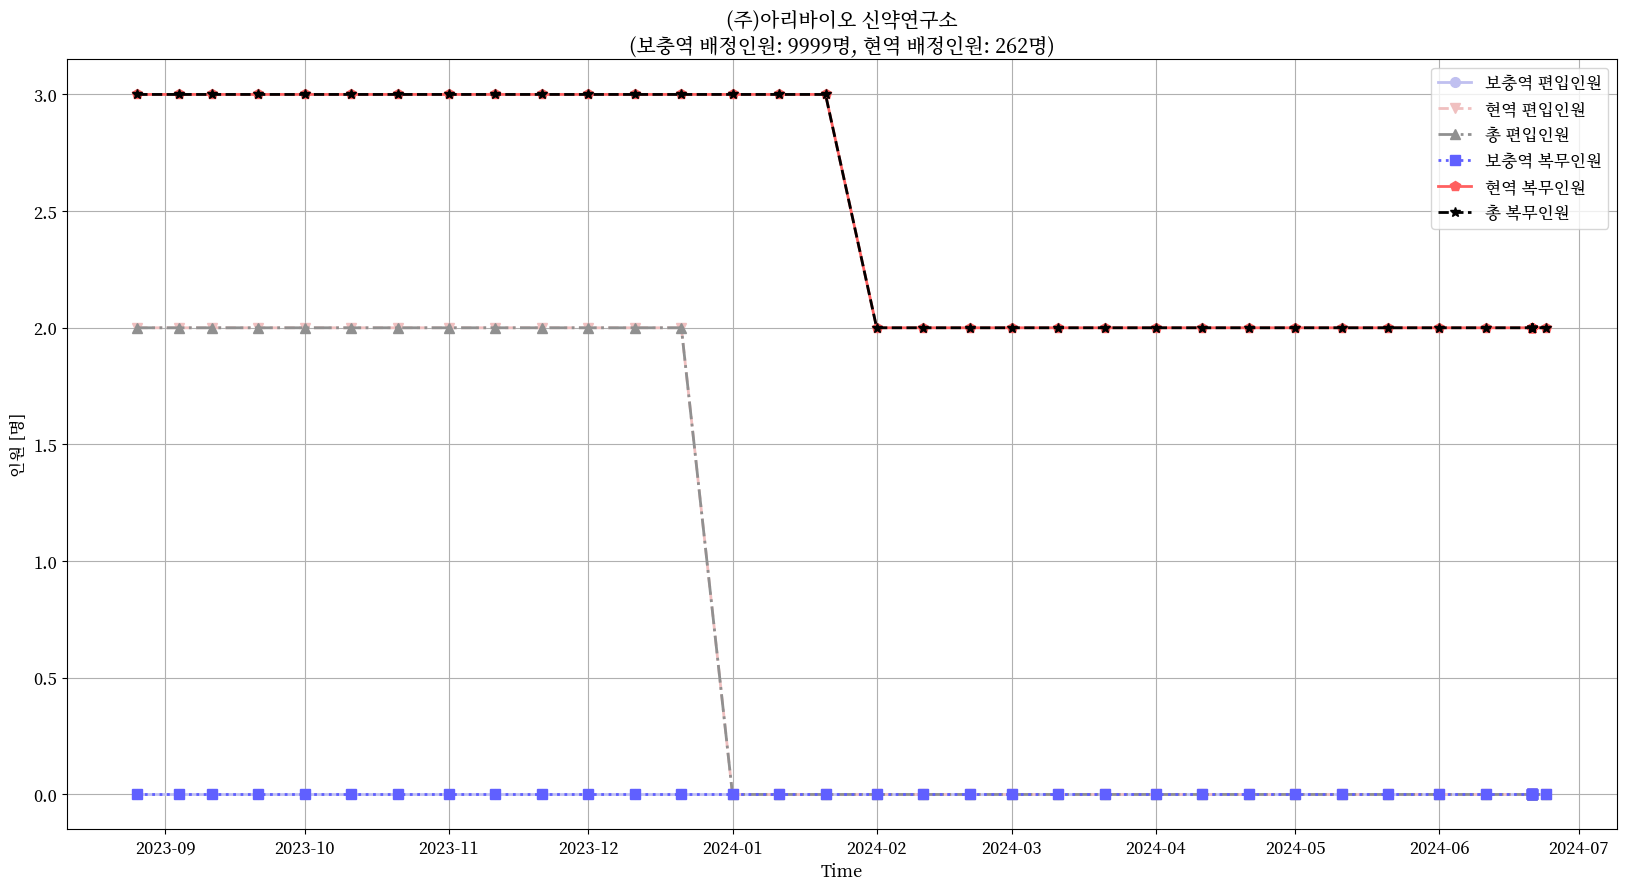 (주)아리바이오 신약연구소
(보충역 배정인원: 9999명, 현역 배정인원: 262명)
보충역 편입인원
현역 편입인원
총 편입인원
보충역 복무인원
현역 복무인원
총 복무인원
인원 [명]
3.0
2.5
2.0
1.5
1.0
0.5
0.0
2023-09 2023-10 2023-11 2023-12 2024-01 2024-02 2024-03 2024-04 2024-05 2024-06 2024-07
Time